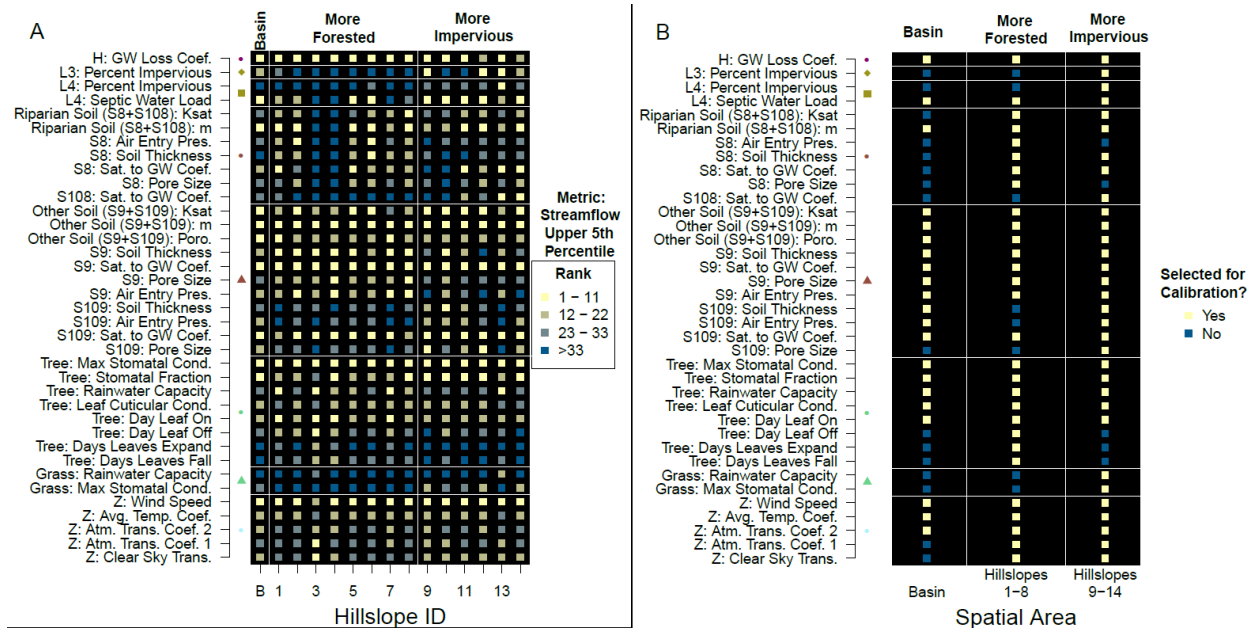 A
Basin
More
Forested
More
Impervious
H: GW Loss Coef.
L3: Percent Impervious
L4: Percent Impervious
L4: Septic Water Load
Riparian Soil (S8+S108): Ksat
Riparian Soil (S8+S108): m
S8: Air Entry Pres.
S8: Soil Thickness
S8: Sat. to GW Coef.
S8: Pore Size
S108: Sat. to GW Coef.
Other Soil (S9+S109): Ksat
Other Soil (S9+S109): m
Other Soil (S9+S109): Poro.
S9: Soil Thickness
S9: Sat. to GW Coef.
S9: Pore Size
S9: Air Entry Pres.
S109: Soil Thickness
S109: Air Entry Pres.
S109: Sat. to GW Coef.
S109: Pore Size
Tree: Max Stomatal Cond.
Tree: Stomatal Fraction
Tree: Rainwater Capacity
Tree: Leaf Cuticular Cond.
Tree: Day Leaf On
Tree: Day Leaf Off
Tree: Days Leaves Expand
Tree: Days Leaves Fall
Grass: Rainwater Capacity
Grass: Max Stomatal Cond.
Z: Wind Speed
Z: Avg. Temp. Coef.
Z: Atm. Trans. Coef. 2
Z: Atm. Trans. Coef. 1
Z: Clear Sky Trans.
B 1 3 5 7 9 11 13
Hillslope ID
Metric:
Streamflow
Upper 5th
Percentile
Rank
1 – 11
12 – 22
23 – 33
>33
B
Basin
More
Forested
More
Impervious
H: GW Loss Coef.
L3: Percent Impervious
L4: Percent Impervious
L4: Septic Water Load
Riparian Soil (S8+S108): Ksat
Riparian Soil (S8+S108): m
S8: Air Entry Pres.
S8: Soil Thickness
S8: Sat. to GW Coef.
S8: Pore Size
S108: Sat. to GW Coef.
Other Soil (S9+S109): Ksat
Other Soil (S9+S109): m
Other Soil (S9+S109): Poro.
S9: Soil Thickness
S9: Sat. to GW Coef.
S9: Pore Size
S9: Air Entry Pres.
S109: Soil Thickness
S109: Air Entry Pres.
S109: Sat. to GW Coef.
S109: Pore Size
Tree: Max Stomatal Cond.
Tree: Stomatal Fraction
Tree: Rainwater Capacity
Tree: Leaf Cuticular Cond.
Tree: Day Leaf On
Tree: Day Leaf Off
Tree: Days Leaves Expand
Tree: Days Leaves Fall
Grass: Rainwater Capacity
Grass: Max Stomatal Cond.
Z: Wind Speed
Z: Avg. Temp. Coef.
Z: Atm. Trans. Coef. 2
Z: Atm. Trans. Coef. 1
Z: Clear Sky Trans.
Basin
Hillslopes
1–8
Hillslopes
9–14
Spatial Area
Selected for
Calibration?
Yes
No